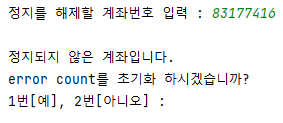 정지를 해제할 계좌번호 입력 : 83177416
정지되지 않은 계좌입니다.
error count를 초기화 하시겠습니까?
1번[예], 2번[아니오] :